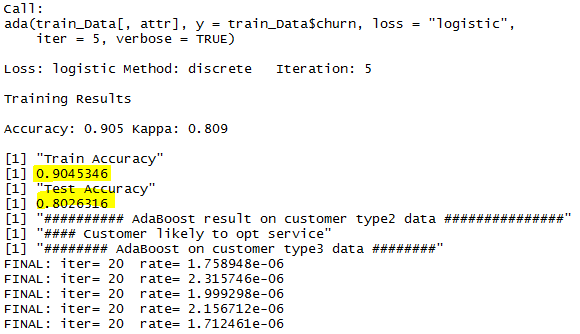 Call:
ada(train_Data[, attr], y = train_Data$churn, loss = "logistic",
    iter = 5, verbose = TRUE)
Loss: logistic Method: discrete   Iteration: 5
Training Results
Accuracy: 0.905 Kappa: 0.809
[1] "Train Accuracy"
[1] 0.9045346
[1] "Test Accuracy"
[1] 0.8026316
[1] "########## AdaBoost result on customer type2 data ###############"
[1] "#### Customer likely to opt service"
[1] "######## AdaBoost on customer type3 data ########"
FINAL: iter= 20  rate= 1.758948e-06
FINAL: iter= 20  rate= 2.315746e-06
FINAL: iter= 20  rate= 1.999298e-06
FINAL: iter= 20  rate= 2.156712e-06
FINAL: iter= 20  rate= 1.712461e-06